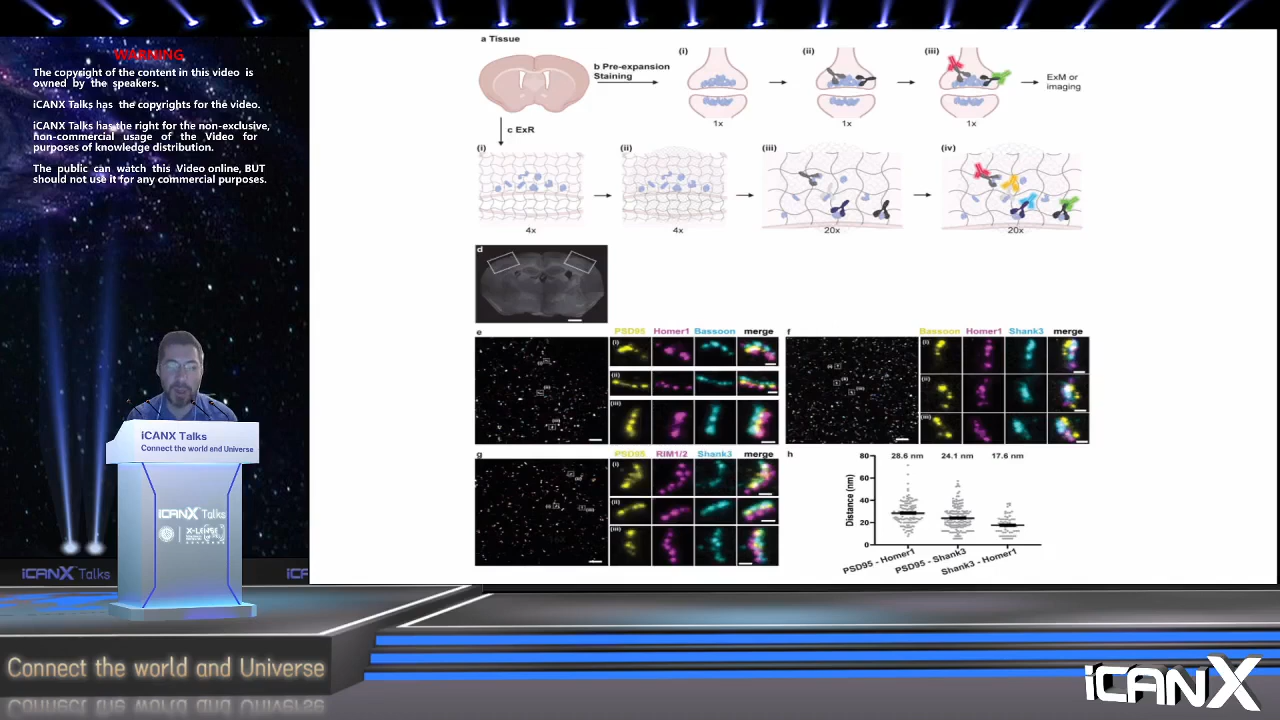 WARNING
The copyright of the content in this video is
owned by the speakers.
iCANX Talks has the copyrights for the video.
iCANX Talks has the right for the non-exclusive,
non-commercial usage of the Video for
purposes of knowledge distribution.
The public can watch this Video online, BUT
should not use it for any commercial purposes.
a Tissue
b Pre-expansion
Staining
(i)
(ii)
(iii)
1x
1x
1x
ExM or
imaging
c ExR
(i)
(ii)
(iii)
(iv)
4x
4x
20x
20x
d
e
PSD95 Homer1 Bassoon merge
(i)
(ii)
(iii)
f
Bassoon Homer1 Shank3 merge
(i)
(ii)
(iii)
g
PSD95 RIM1/2 Shank3 merge
(i)
(ii)
(iii)
h
28.6 nm 24.1 nm 17.6 nm
Distance (nm)
80
60
40
20
0
PSD95 - Homer1
PSD95 - Shank3
Shank3 - Homer1
iCANX Talks
Connect the world and Universe
iCANX Talks
iCANX Talks
iCF
Connect the world and Universe
iCANX